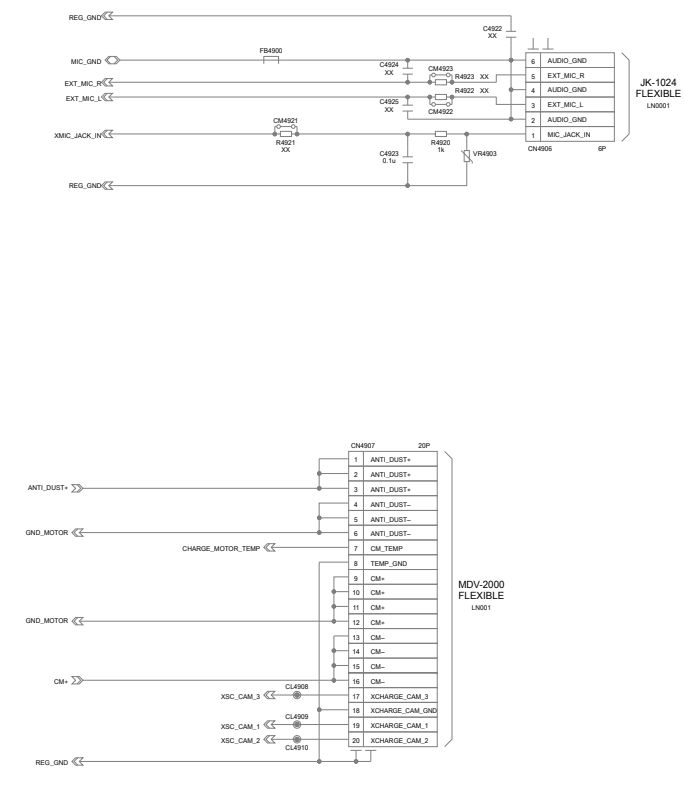 REG_GND
C4922
XX
MIC_GND
FB4900
C4924
XX
CM4923
R4923 XX
EXT_MIC_R
R4922 XX
EXT_MIC_L
C4925
XX
CM4922
CM4921
XMIC_JACK_IN
R4921
XX
C4923
0.1u
R4920
1k
VR4903
REG_GND
6 AUDIO_GND
5 EXT_MIC_R
4 AUDIO_GND
3 EXT_MIC_L
2 AUDIO_GND
1 MIC_JACK_IN
CN4906 6P
JK-1024
FLEXIBLE
LN0001
CN4907 20P
1 ANTI_DUST+
2 ANTI_DUST+
3 ANTI_DUST+
4 ANTI_DUST–
5 ANTI_DUST–
6 ANTI_DUST–
7 CM_TEMP
8 TEMP_GND
9 CM+
10 CM+
11 CM+
12 CM+
13 CM–
14 CM–
15 CM–
16 CM–
17 XCHARGE_CAM_3
18 XCHARGE_CAM_GND
19 XCHARGE_CAM_1
20 XCHARGE_CAM_2
ANTI_DUST+
GND_MOTOR
CHARGE_MOTOR_TEMP
GND_MOTOR
CM+
XSC_CAM_3
CL4908
XSC_CAM_1
CL4909
XSC_CAM_2
CL4910
REG_GND
MDV-2000
FLEXIBLE
LN001